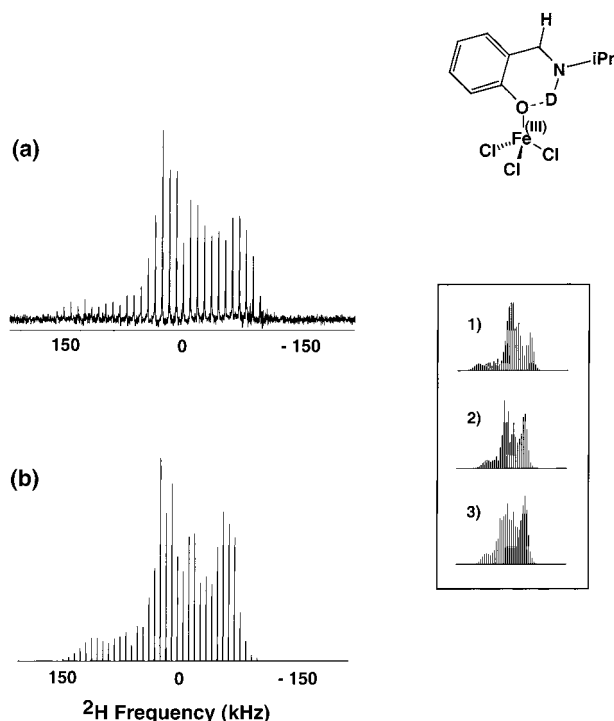 H
N
iPr
O
D
(III)
Fe
Cl
Cl
Cl
(a)
150
0
- 150
1)
2)
3)
(b)
150
0
- 150
²H Frequency (kHz)